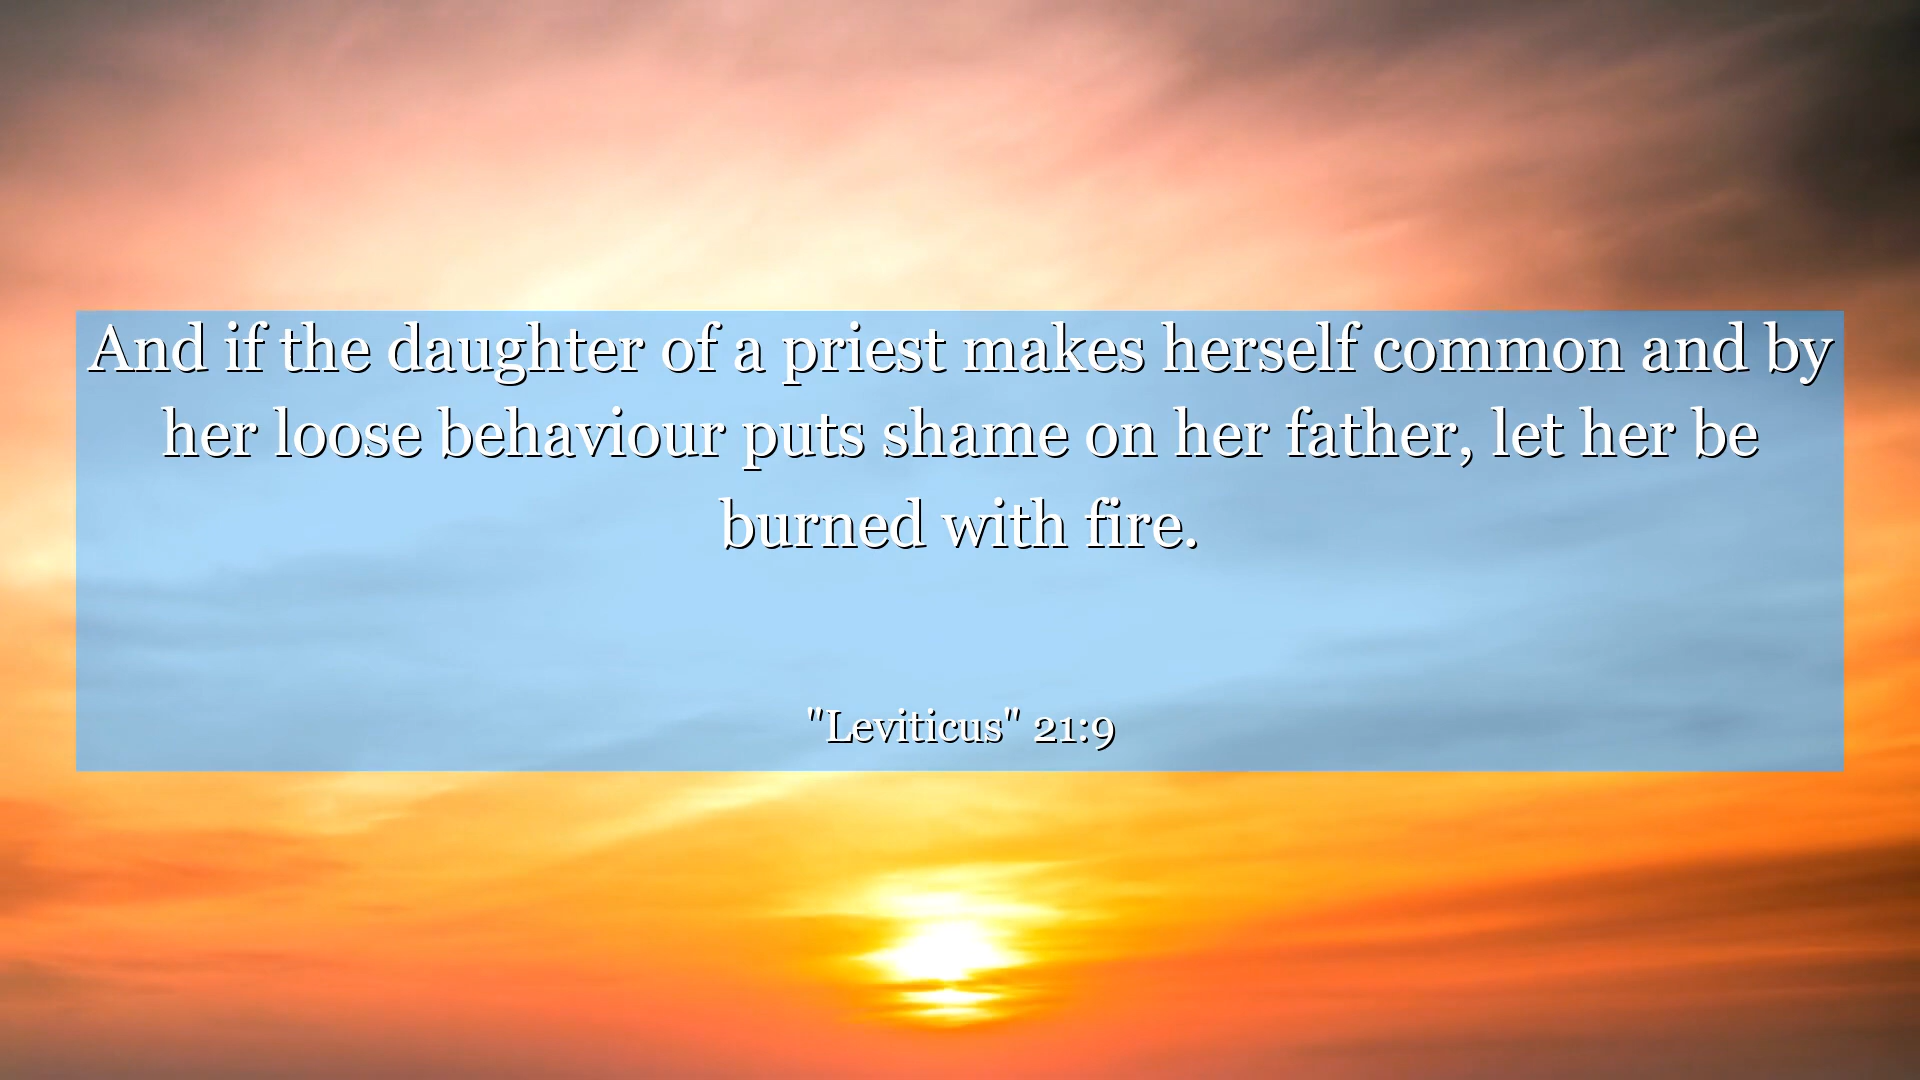 And if the daughter of a priest makes herself common and by
her loose behaviour puts shame on her father, let her be
burned with fire.
"Leviticus" 21:9